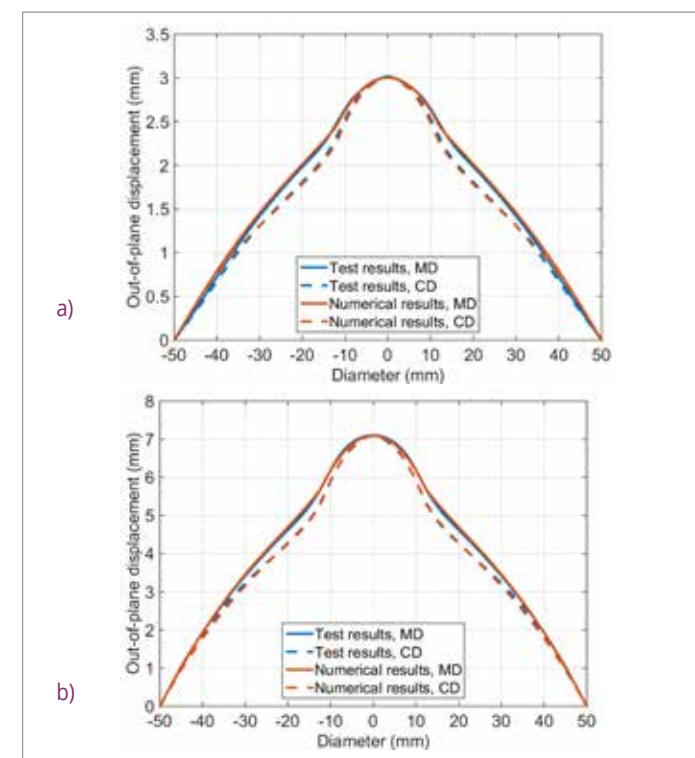 3.5
3
2.5
2
1.5
1
0.5
0
Out-of-plane displacement (mm)
Test results, MD
Test results, CD
Numerical results, MD
Numerical results, CD
-50 -40 -30 -20 -10 0 10 20 30 40 50
Diameter (mm)
a)
8
7
6
5
4
3
2
1
0
Out-of-plane displacement (mm)
Test results, MD
Test results, CD
Numerical results, MD
Numerical results, CD
-50 -40 -30 -20 -10 0 10 20 30 40 50
Diameter (mm)
b)